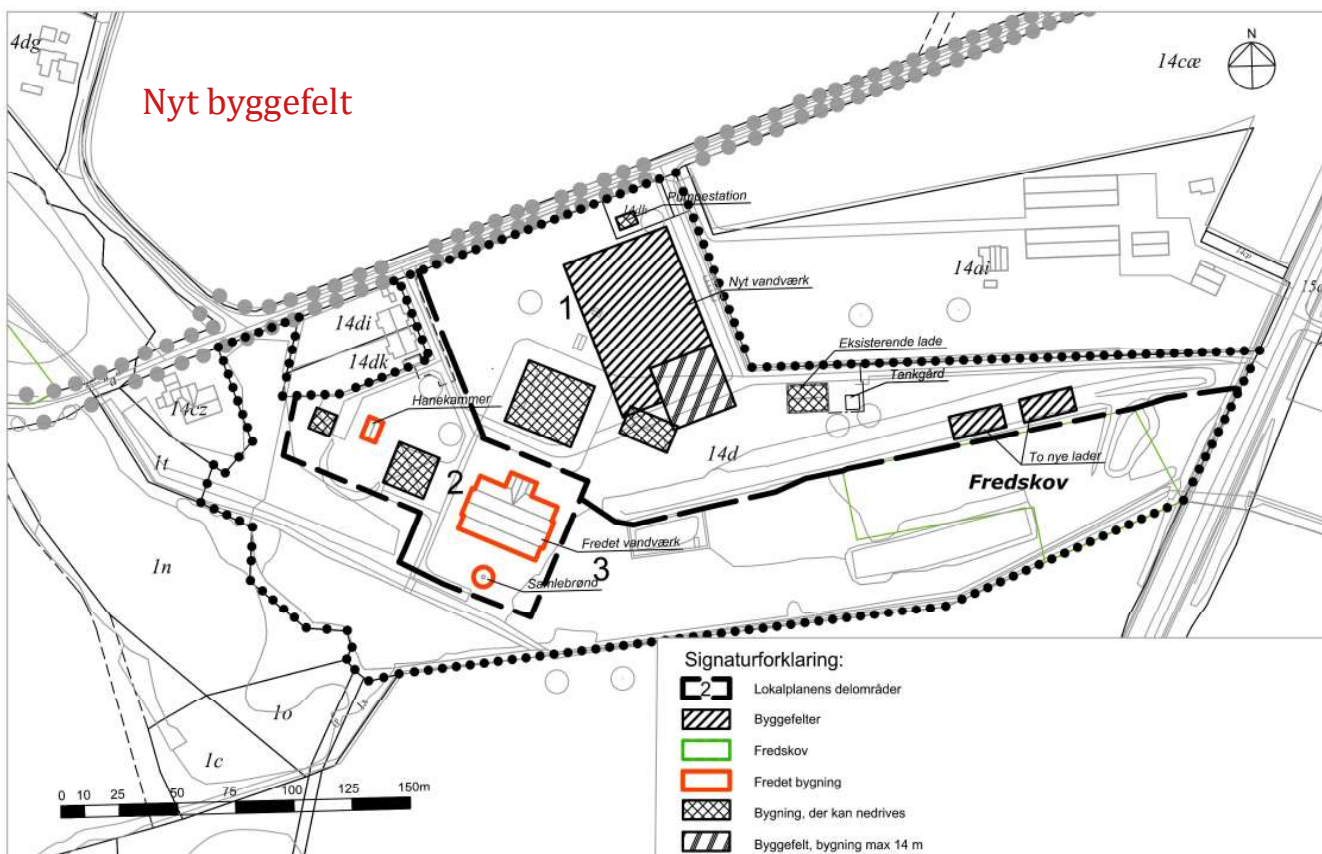 4dg
Nyt byggefelt
14cæ
N
14dh
Pumpestation
14ai
Nyt vandværk
1
14di
Eksisterende lade
14dk
Tankgård
14cz
Hanekammer
14d
To nye lader
1t
2
Fredskov
Fredet vandværk
3
Samlebrønd
1n
1o
1c
0 10 25 50 75 100 125 150m
Signaturforklaring:
2 Lokalplanens delområder
Byggefelter
Fredskov
Fredet bygning
Bygning, der kan nedrives
Byggefelt, bygning max 14 m